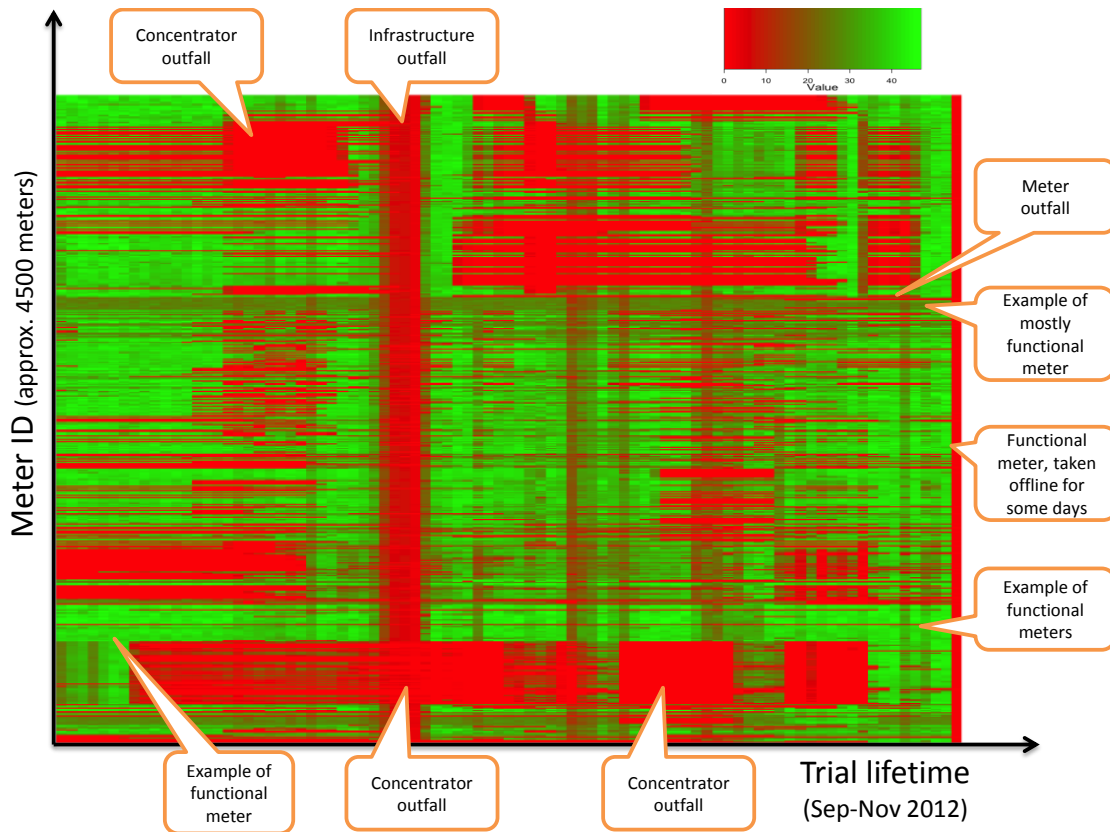 Concentrator
outfall
Infrastructure
outfall
0
10
20
30
40
Value
Meter ID (approx. 4500 meters)
Meter
outfall
Example of
mostly
functional
meter
Functional
meter, taken
offline for
some days
Example of
functional
meters
Example of
functional
meter
Concentrator
outfall
Concentrator
outfall
Trial lifetime
(Sep-Nov 2012)